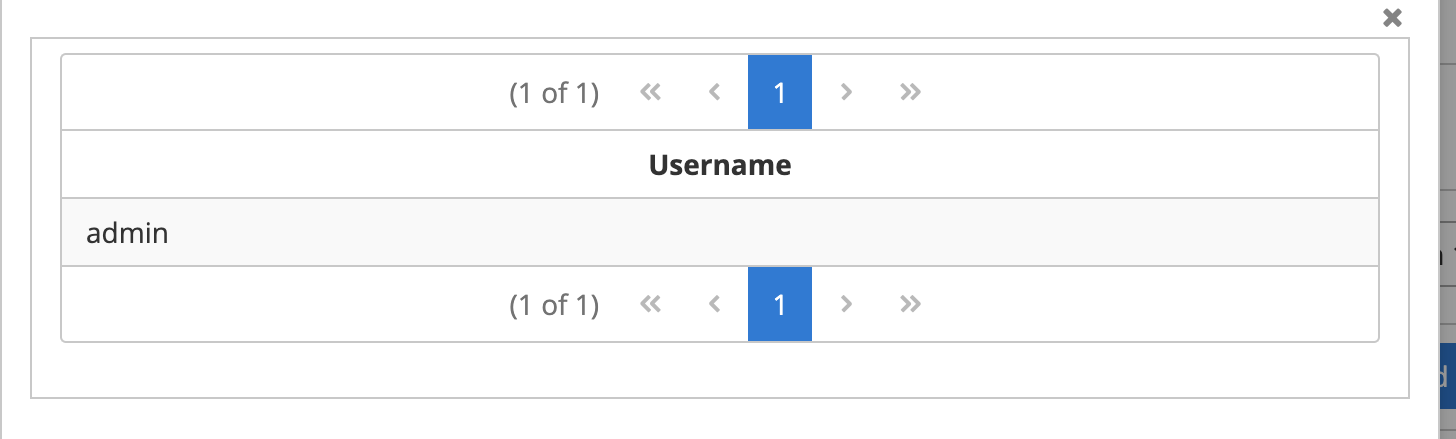 (1 of 1) « ‹ 1 › »
Username
admin
(1 of 1) « ‹ 1 › »